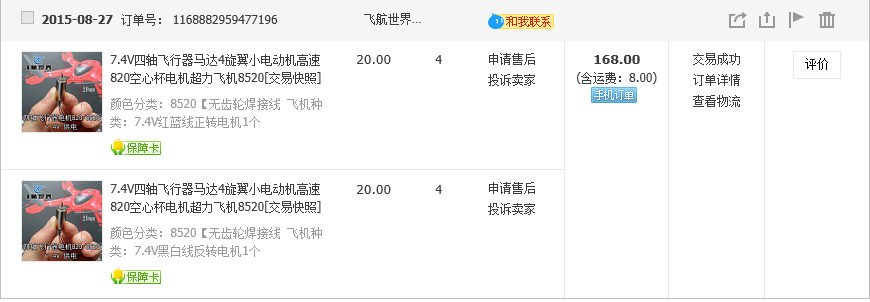 2015-08-27 订单号： 1168882959477196 飞航世界... 和我联系
7.4V四轴飞行器马达4旋翼小电动机高速 20.00 4 申请售后 168.00 交易成功 评价
820空心杯电机超力飞机8520[交易快照] 投诉卖家 (含运费：8.00) 订单详情
颜色分类：8520【无齿轮焊接线 飞机种 手机订单 查看物流
类：7.4V红蓝线正转电机1个
保障卡
7.4V四轴飞行器马达4旋翼小电动机高速 20.00 4 申请售后
820空心杯电机超力飞机8520[交易快照] 投诉卖家
颜色分类：8520【无齿轮焊接线 飞机种
类：7.4V黑白线反转电机1个
保障卡